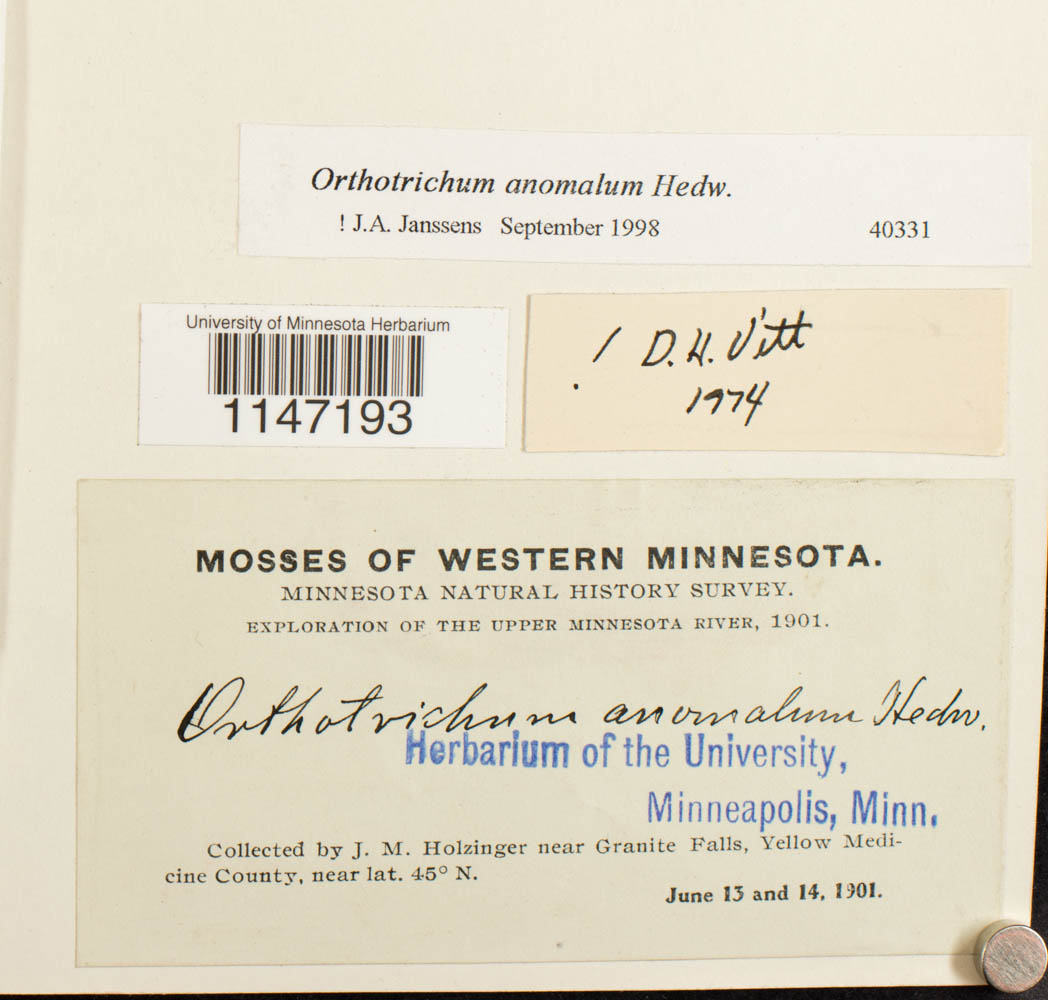 Orthotrichum anomalum Hedw.
! J.A. Janssens September 1998 40331
University of Minnesota Herbarium
1147193
! D.H. Vitt
1974
MOSSES OF WESTERN MINNESOTA.
MINNESOTA NATURAL HISTORY SURVEY.
EXPLORATION OF THE UPPER MINNESOTA RIVER, 1901.
Orthotrichum anomalum Hedw.
Herbarium of the University,
Minneapolis, Minn.
Collected by J. M. Holzinger near Granite Falls, Yellow Medi-
cine County, near lat. 45° N.
June 13 and 14, 1901.